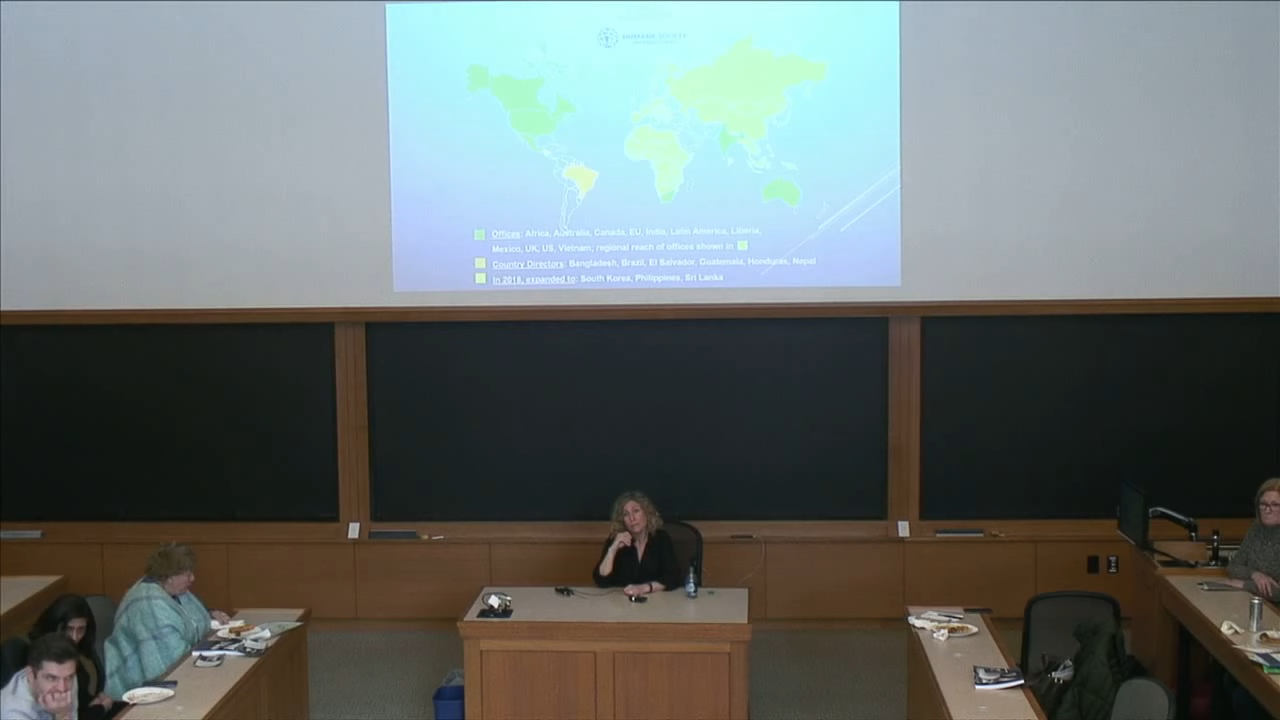 HUMANE SOCIETY
Offices: Africa, Australia, Canada, EU, India, Latin America, Liberia,
Mexico, UK, US, Vietnam; regional reach of offices shown in
Country Directors: Bangladesh, Brazil, El Salvador, Guatemala, Honduras, Nepal
In 2018, expanded to: South Korea, Philippines, Sri Lanka